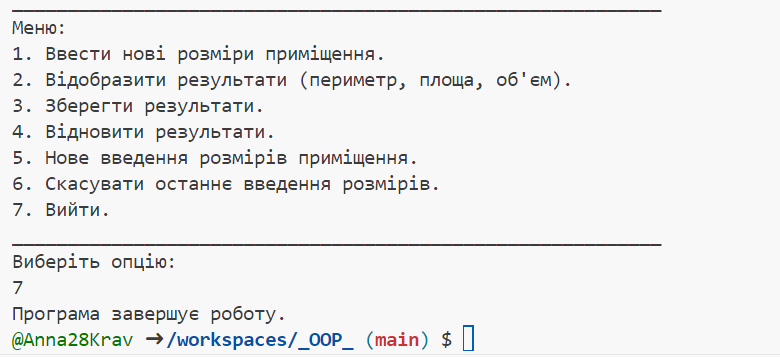 Меню:
1. Ввести нові розміри приміщення.
2. Відобразити результати (периметр, площа, об'єм).
3. Зберегти результати.
4. Відновити результати.
5. Нове введення розмірів приміщення.
6. Скасувати останнє введення розмірів.
7. Вийти.
Виберіть опцію:
7
Програма завершує роботу.
@Anna28Krav ➜/workspaces/_OOP_ (main) $